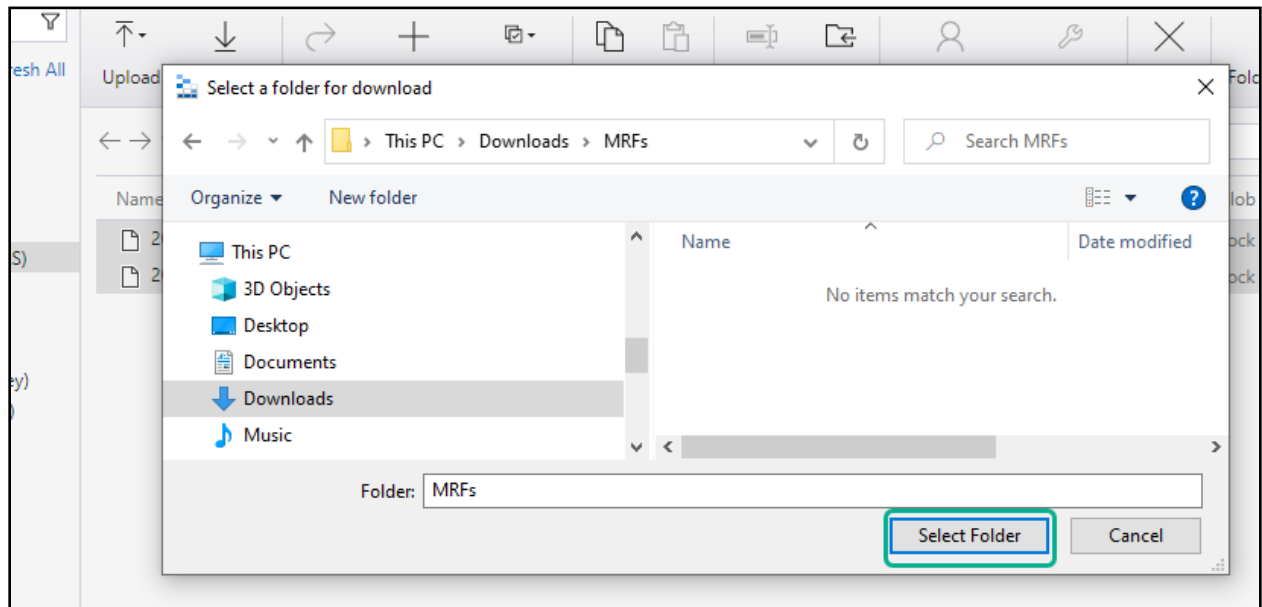 resh All
Upload
Fold
Select a folder for download
This PC > Downloads > MRFs
Search MRFs
Organize
New folder
Name
lob
S)
2
2
ock
ock
ey)
)
This PC
3D Objects
Desktop
Documents
Downloads
Music
Name
Date modified
No items match your search.
Folder: MRFs
Select Folder
Cancel